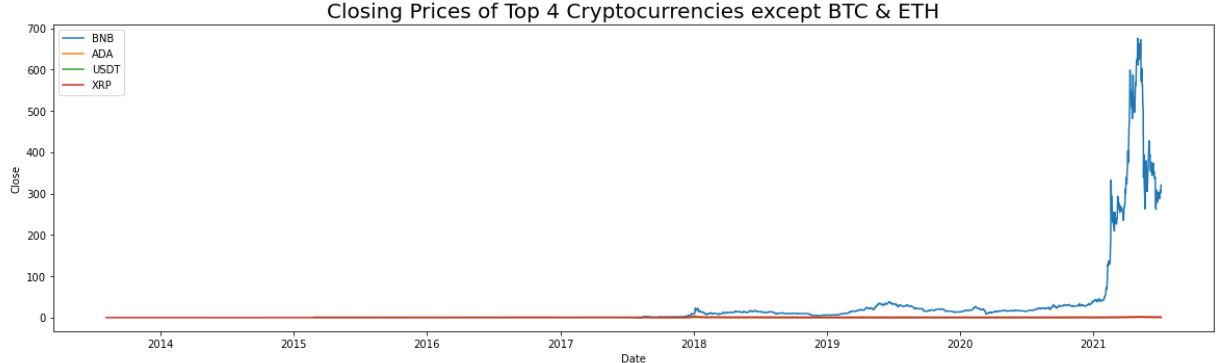 Closing Prices of Top 4 Cryptocurrencies except BTC & ETH
700
600
500
400
300
200
100
0
Close
BNB
ADA
USDT
XRP
2014
2015
2016
2017
2018
2019
2020
2021
Date